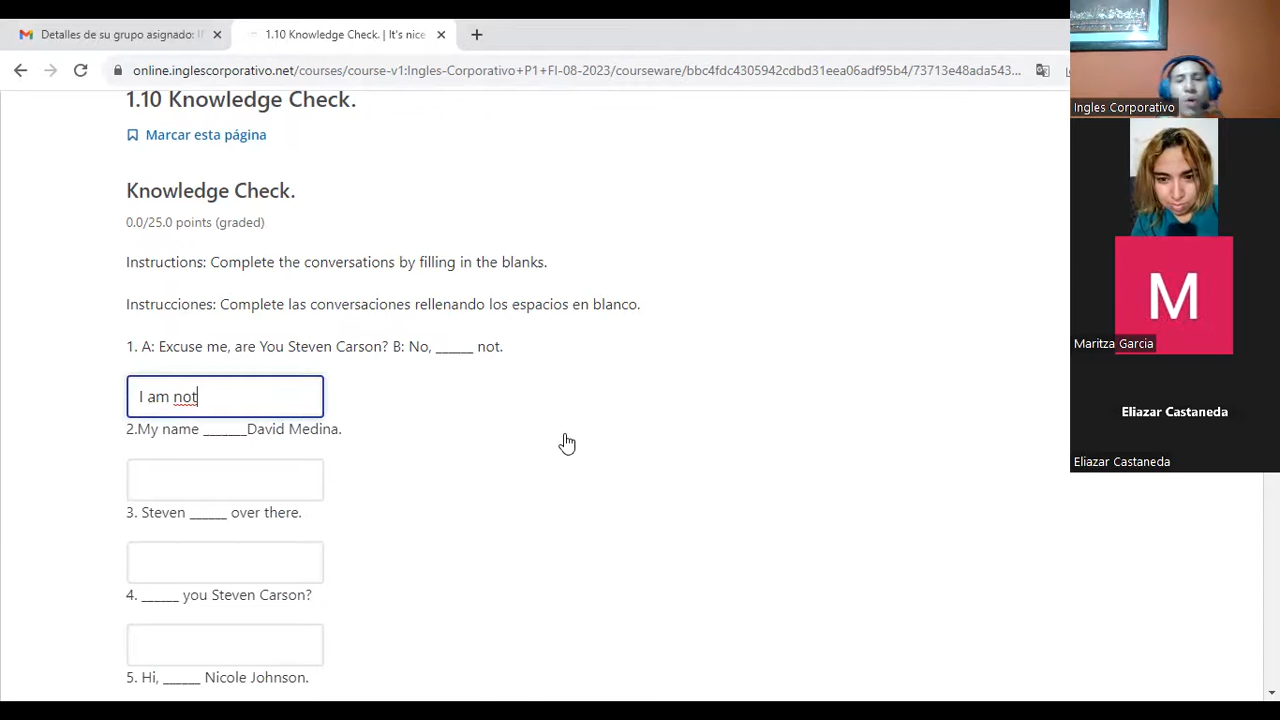 Detalles de su grupo asignado: I
1.10 Knowledge Check. | It's nice
online.inglescorporativo.net/courses/course-v1:Ingles-Corporativo+P1+FI-08-2023/courseware/bbc4fdc4305942cdbd31eea06adf95b4/73713e48ada543...
1.10 Knowledge Check.
Marcar esta página
Knowledge Check.
0.0/25.0 points (graded)
Instructions: Complete the conversations by filling in the blanks.
Instrucciones: Complete las conversaciones rellenando los espacios en blanco.
1. A: Excuse me, are You Steven Carson? B: No, ______ not.
I am not
2.My name _______David Medina.
3. Steven ______ over there.
4. ______ you Steven Carson?
5. Hi, ______ Nicole Johnson.
Ingles Corporativo
M
Maritza Garcia
Eliazar Castaneda
Eliazar Castaneda